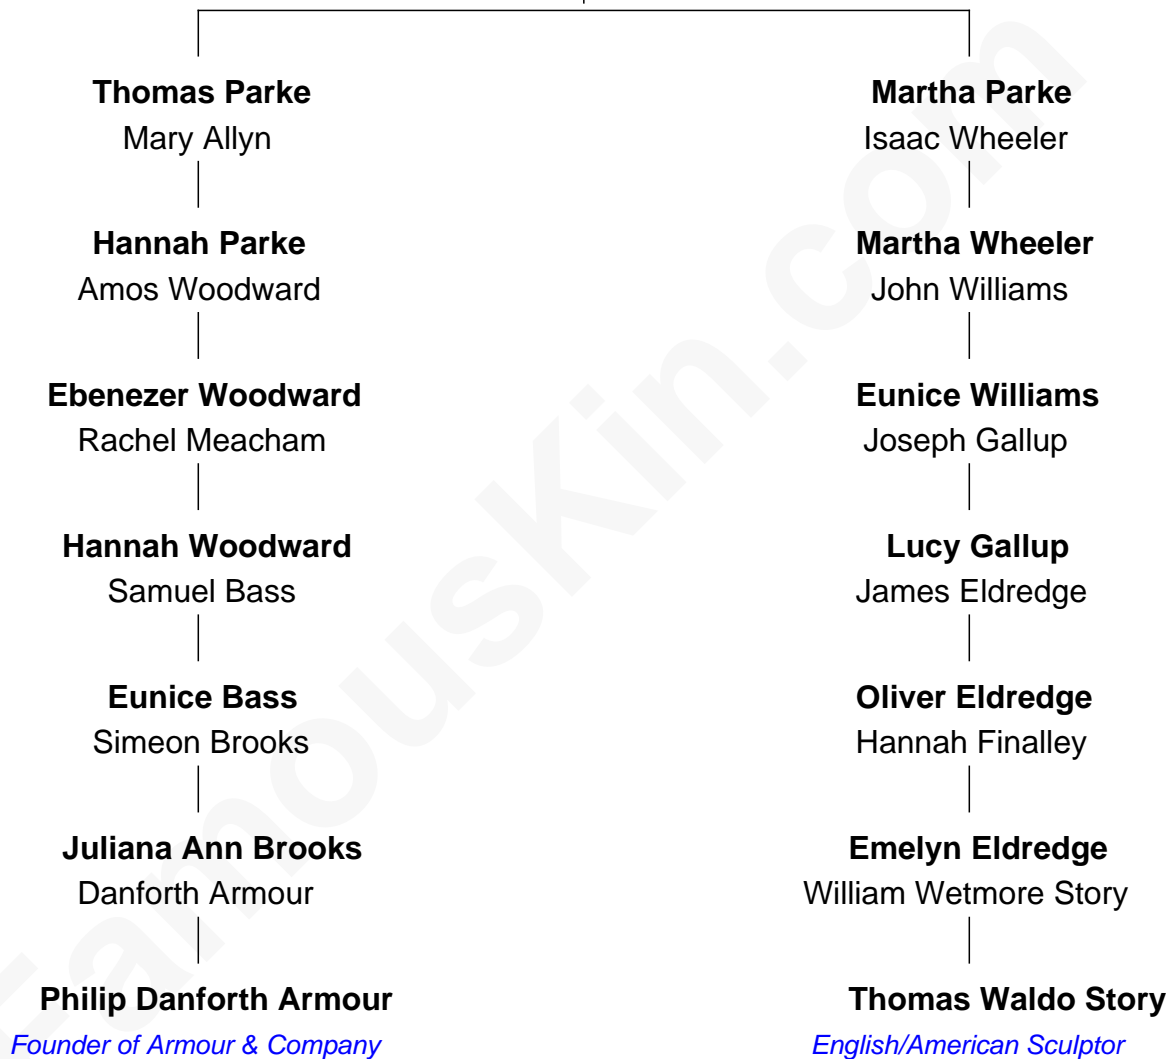 Thomas Parke
Mary Allyn
Martha Parke
Isaac Wheeler
Hannah Parke
Amos Woodward
Martha Wheeler
John Williams
Ebenezer Woodward
Rachel Meacham
Eunice Williams
Joseph Gallup
Hannah Woodward
Samuel Bass
Lucy Gallup
James Eldredge
Eunice Bass
Simeon Brooks
Oliver Eldredge
Hannah Finalley
Juliana Ann Brooks
Danforth Armour
Emelyn Eldredge
William Wetmore Story
Philip Danforth Armour
Founder of Armour & Company
Thomas Waldo Story
English/American Sculptor
FamousKin.com